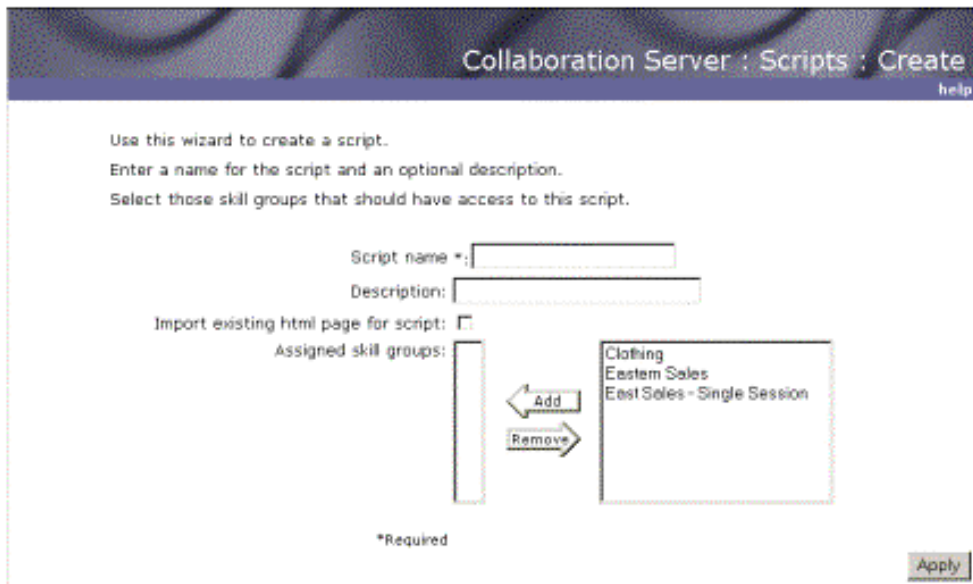 Collaboration Server : Scripts : Create
help
Use this wizard to create a script.
Enter a name for the script and an optional description.
Select those skill groups that should have access to this script.
Script name *:
Description:
Import existing html page for script:
Assigned skill groups:
Clothing
Eastern Sales
East Sales - Single Session
Add
Remove
*Required
Apply